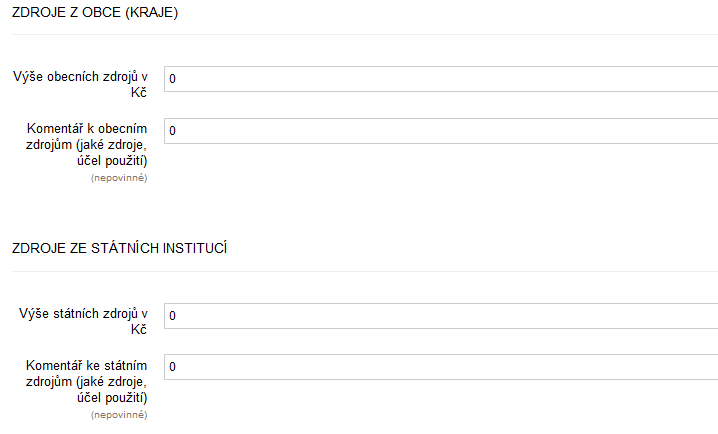 ZDROJE Z OBCE (KRAJE)
Výše obecních zdrojů v
Kč
0
Komentář k obecním
zdrojům (jaké zdroje,
účel použití)
(nepovinné)
0
ZDROJE ZE STÁTNÍCH INSTITUCÍ
Výše státních zdrojů v
Kč
0
Komentář ke státním
zdrojům (jaké zdroje,
účel použití)
(nepovinné)
0